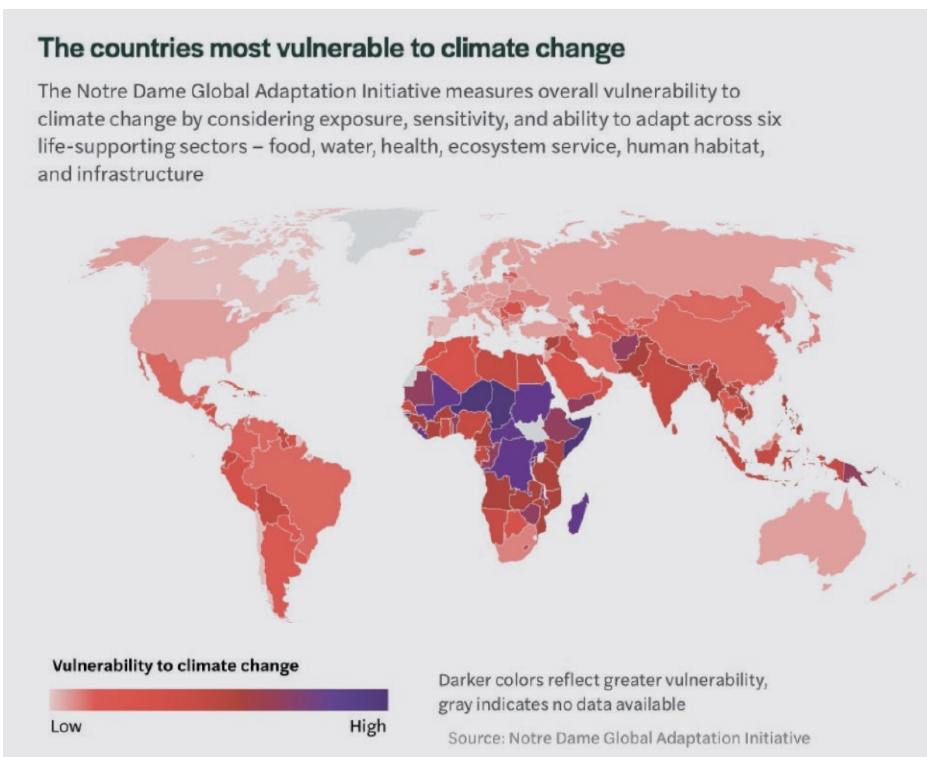 The countries most vulnerable to climate change
The Notre Dame Global Adaptation Initiative measures overall vulnerability to
climate change by considering exposure, sensitivity, and ability to adapt across six
life-supporting sectors – food, water, health, ecosystem service, human habitat,
and infrastructure
Vulnerability to climate change
Low
High
Darker colors reflect greater vulnerability,
gray indicates no data available
Source: Notre Dame Global Adaptation Initiative